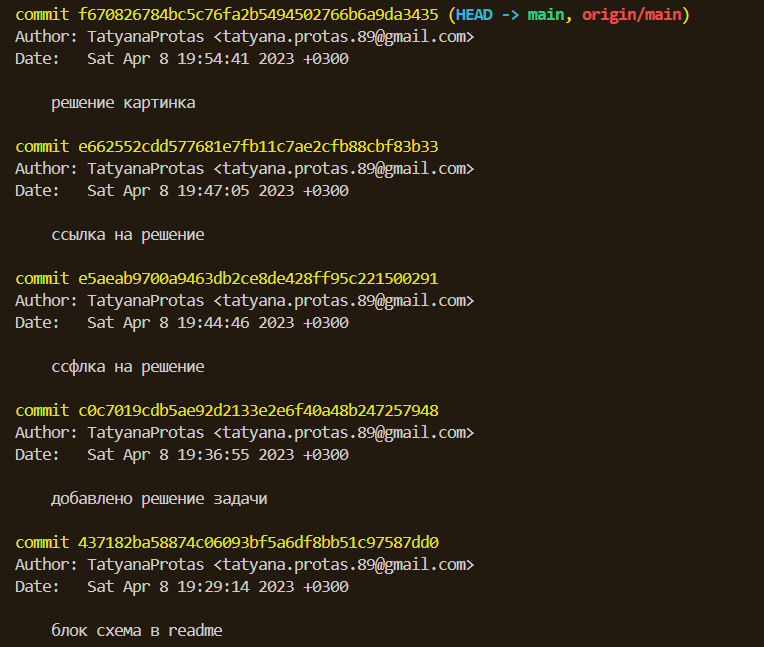 commit f670826784bc5c76fa2b5494502766b6a9da3435 (HEAD -> main, origin/main)
Author: TatyanaProtas <tatyana.protas.89@gmail.com>
Date:   Sat Apr 8 19:54:41 2023 +0300
решение картинка
commit e662552cdd577681e7fb11c7ae2cfb88cbf83b33
Author: TatyanaProtas <tatyana.protas.89@gmail.com>
Date:   Sat Apr 8 19:47:05 2023 +0300
ссылка на решение
commit e5aeab9700a9463db2ce8de428ff95c221500291
Author: TatyanaProtas <tatyana.protas.89@gmail.com>
Date:   Sat Apr 8 19:44:46 2023 +0300
ссфлка на решение
commit c0c7019cdb5ae92d2133e2e6f40a48b247257948
Author: TatyanaProtas <tatyana.protas.89@gmail.com>
Date:   Sat Apr 8 19:36:55 2023 +0300
добавлено решение задачи
commit 437182ba58874c06093bf5a6df8bb51c97587dd0
Author: TatyanaProtas <tatyana.protas.89@gmail.com>
Date:   Sat Apr 8 19:29:14 2023 +0300
блок схема в readme